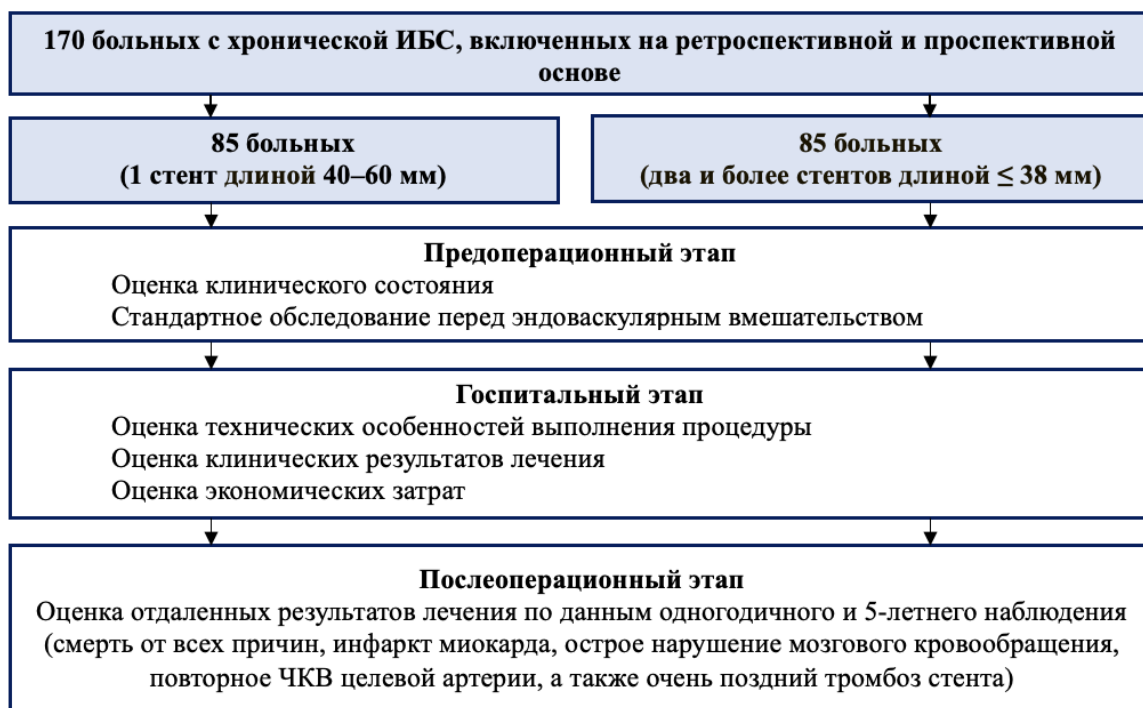 170 больных с хронической ИБС, включенных на ретроспективной и проспективной
основе
85 больных
(1 стент длиной 40–60 мм)
85 больных
(два и более стентов длиной ≤ 38 мм)
Предоперационный этап
Оценка клинического состояния
Стандартное обследование перед эндоваскулярным вмешательством
Госпитальный этап
Оценка технических особенностей выполнения процедуры
Оценка клинических результатов лечения
Оценка экономических затрат
Послеоперационный этап
Оценка отдаленных результатов лечения по данным одногодичного и 5-летнего наблюдения
(смерть от всех причин, инфаркт миокарда, острое нарушение мозгового кровообращения,
повторное ЧКВ целевой артерии, а также очень поздний тромбоз стента)